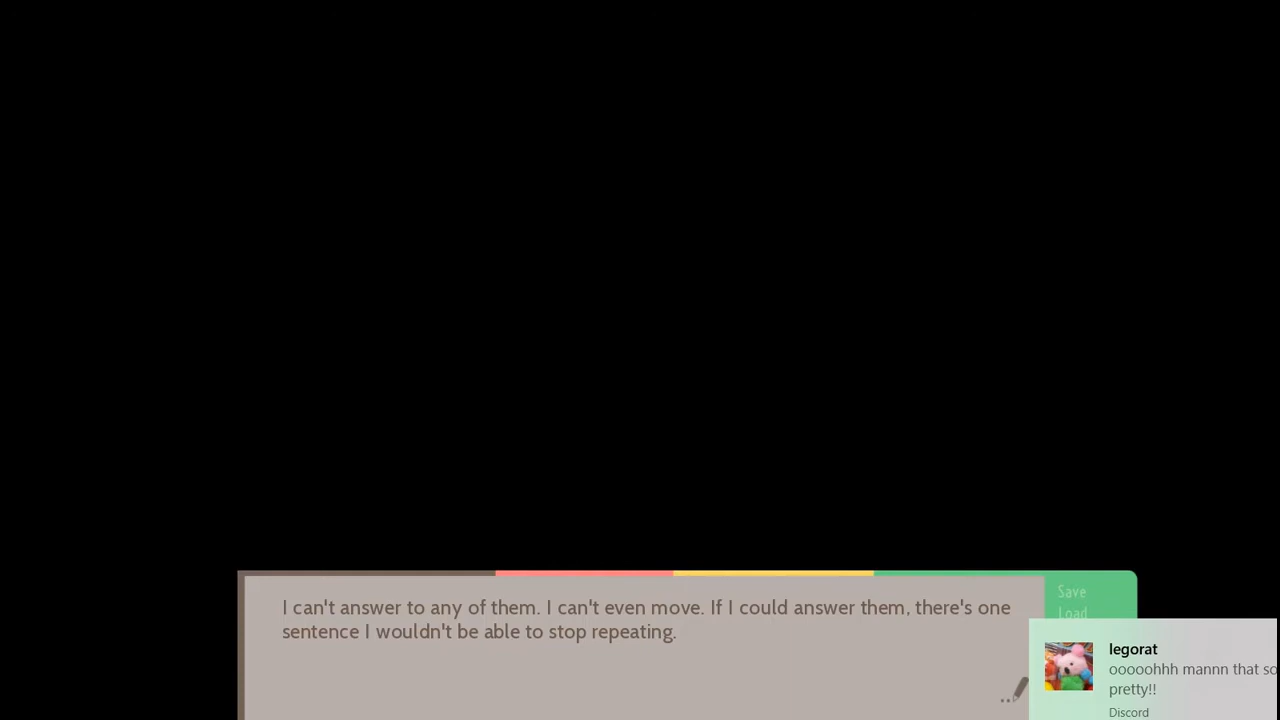 I can't answer to any of them. I can't even move. If I could answer them, there's one
sentence I wouldn't be able to stop repeating.
Save
Load
legorat
ooooohhh mannn that so
pretty!!
Discord